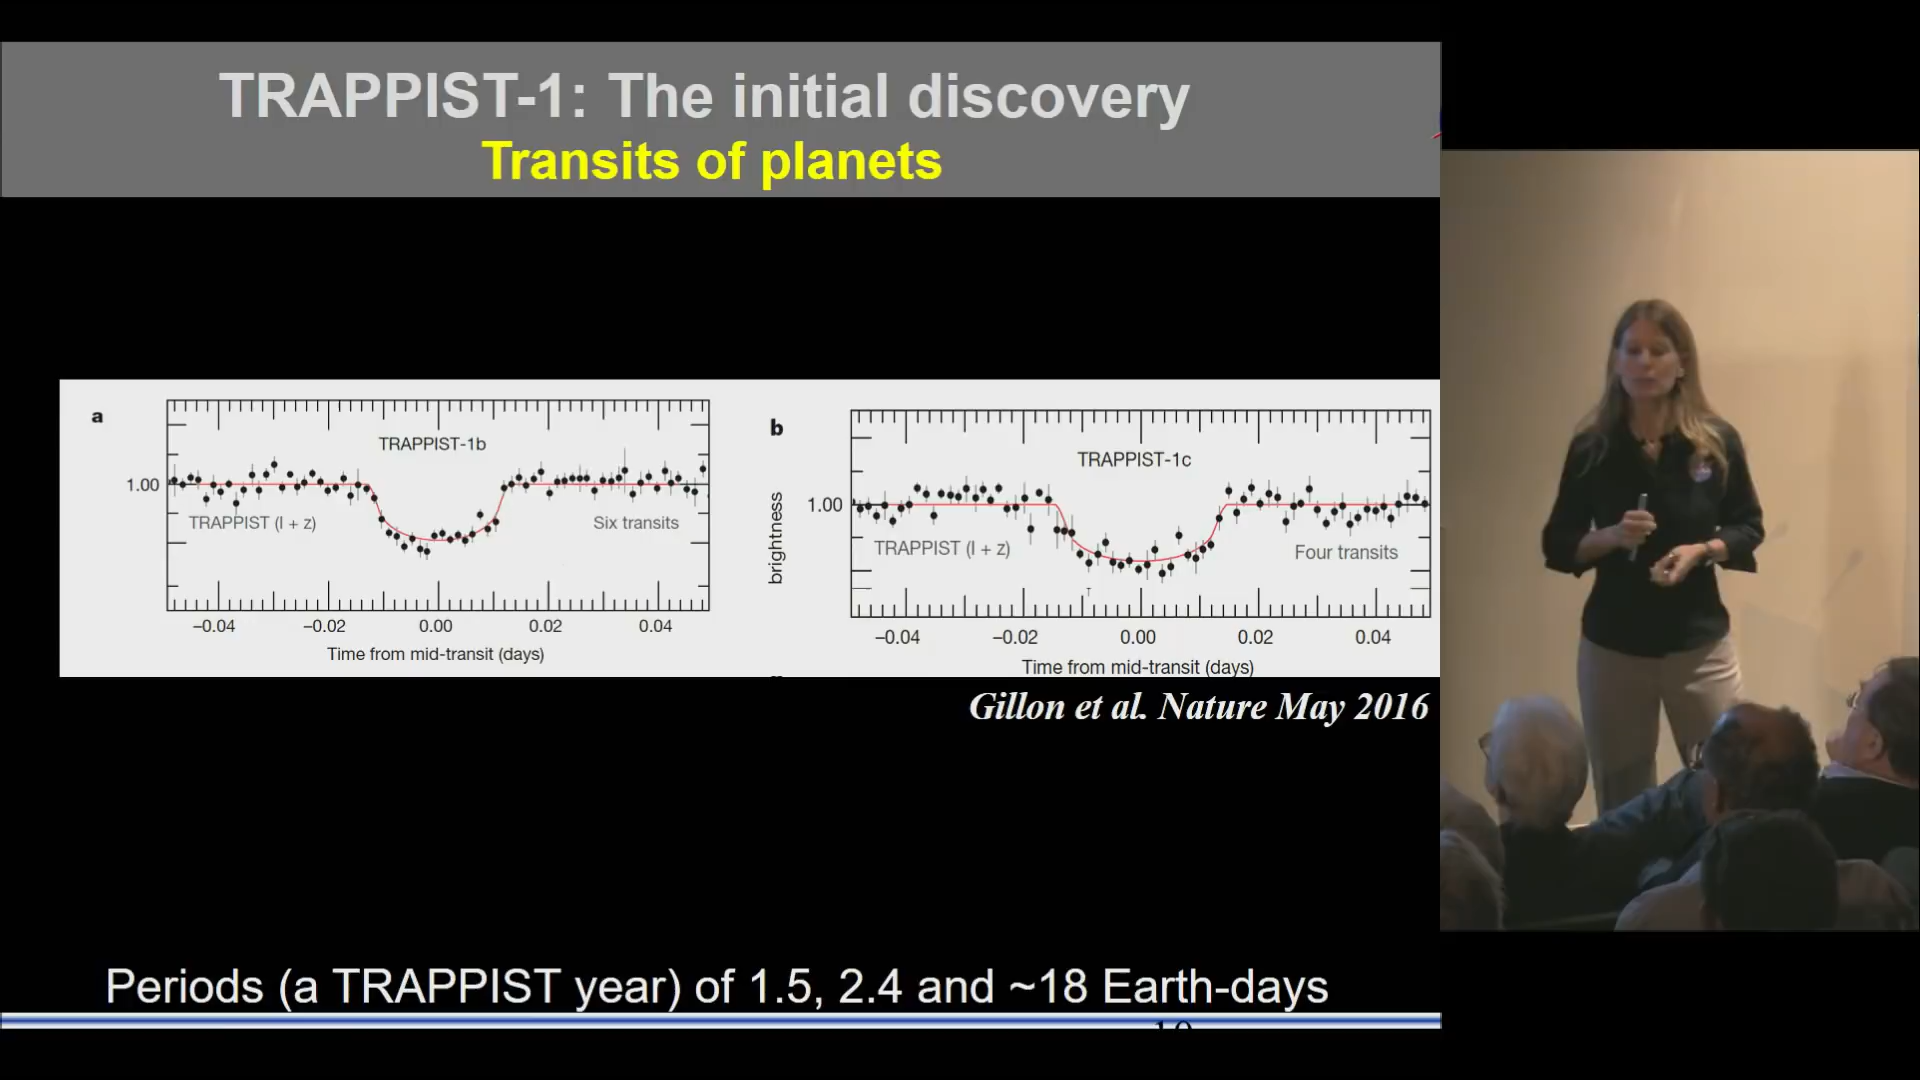 TRAPPIST-1: The initial discovery
Transits of planets
a
TRAPPIST-1b
1.00
TRAPPIST (I + z)
Six transits
−0.04 −0.02 0.00 0.02 0.04
Time from mid-transit (days)
b
TRAPPIST-1c
brightness
1.00
TRAPPIST (I + z)
Four transits
−0.04 −0.02 0.00 0.02 0.04
Time from mid-transit (days)
Gillon et al. Nature May 2016
Periods (a TRAPPIST year) of 1.5, 2.4 and ~18 Earth-days